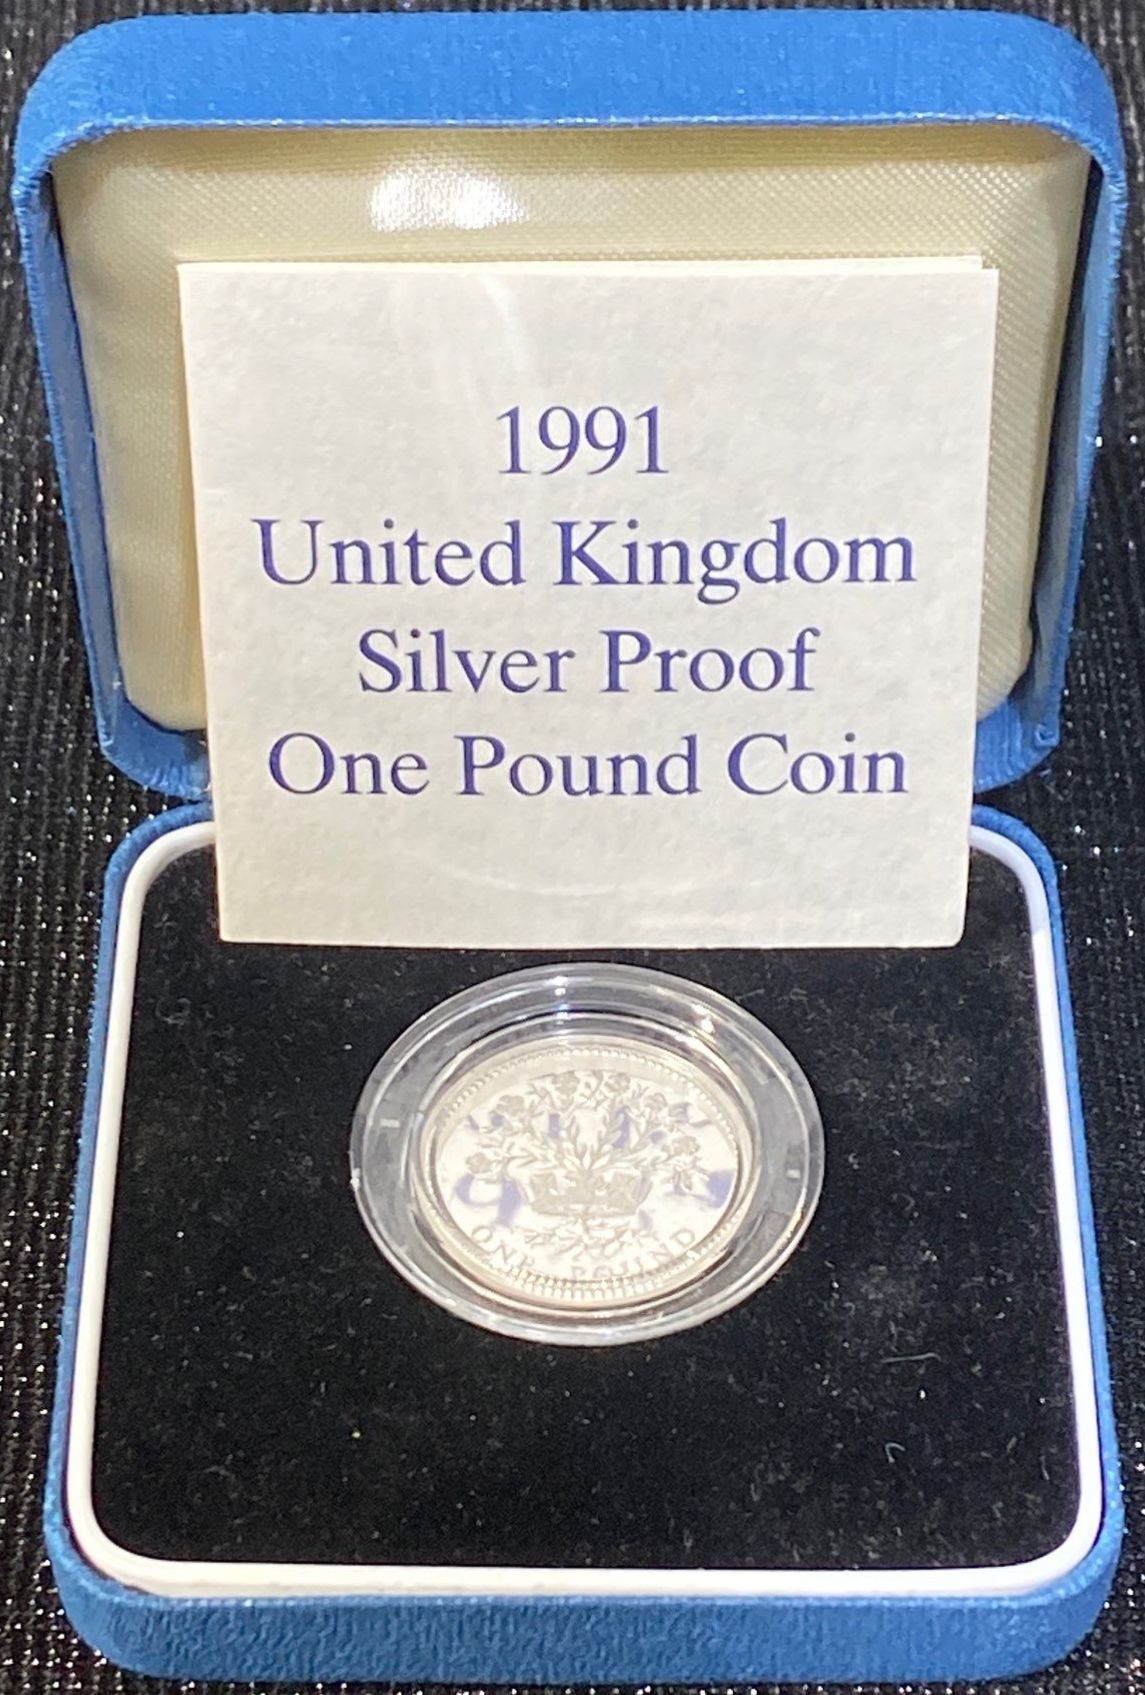 1991
United Kingdom
Silver Proof
One Pound Coin
ONE POUND